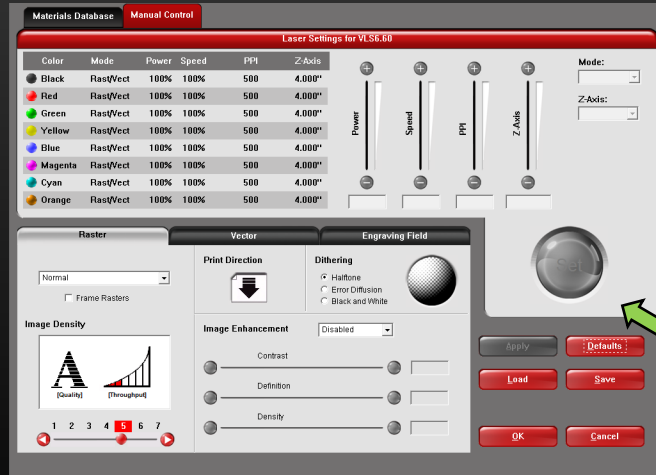 Materials Database Manual Control
Laser Settings for VLS6.60
Color Mode Power Speed PPI Z-Axis
Black Rast/Vect 100% 100% 500 4.000"
Red Rast/Vect 100% 100% 500 4.000"
Green Rast/Vect 100% 100% 500 4.000"
Yellow Rast/Vect 100% 100% 500 4.000"
Blue Rast/Vect 100% 100% 500 4.000"
Magenta Rast/Vect 100% 100% 500 4.000"
Cyan Rast/Vect 100% 100% 500 4.000"
Orange Rast/Vect 100% 100% 500 4.000"
Power
Speed
PPI
Z-Axis
Mode:
Z-Axis:
Set
Raster Vector Engraving Field
Normal
Frame Rasters
Print Direction
Dithering
Halftone
Error Diffusion
Black and White
Image Density
A
[Quality] [Throughput]
1 2 3 4 5 6 7
Image Enhancement Disabled
Contrast
Definition
Density
Apply Defaults
Load Save
OK Cancel